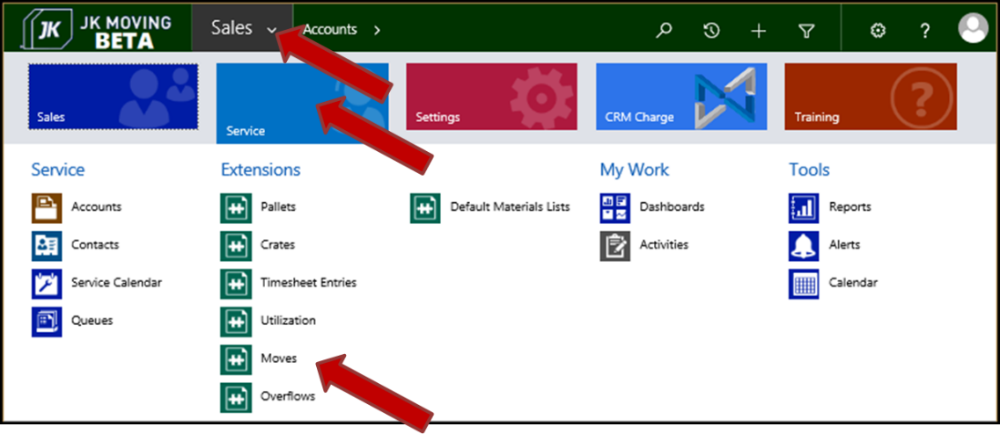 JK
JK MOVING
BETA
Sales
Accounts
?
Sales
Service
Settings
CRM Charge
Training
?
Service
Extensions
My Work
Tools
Accounts
Pallets
Default Materials Lists
Dashboards
Reports
Contacts
Crates
Activities
Alerts
Service Calendar
Timesheet Entries
Calendar
Queues
Utilization
Moves
Overflows